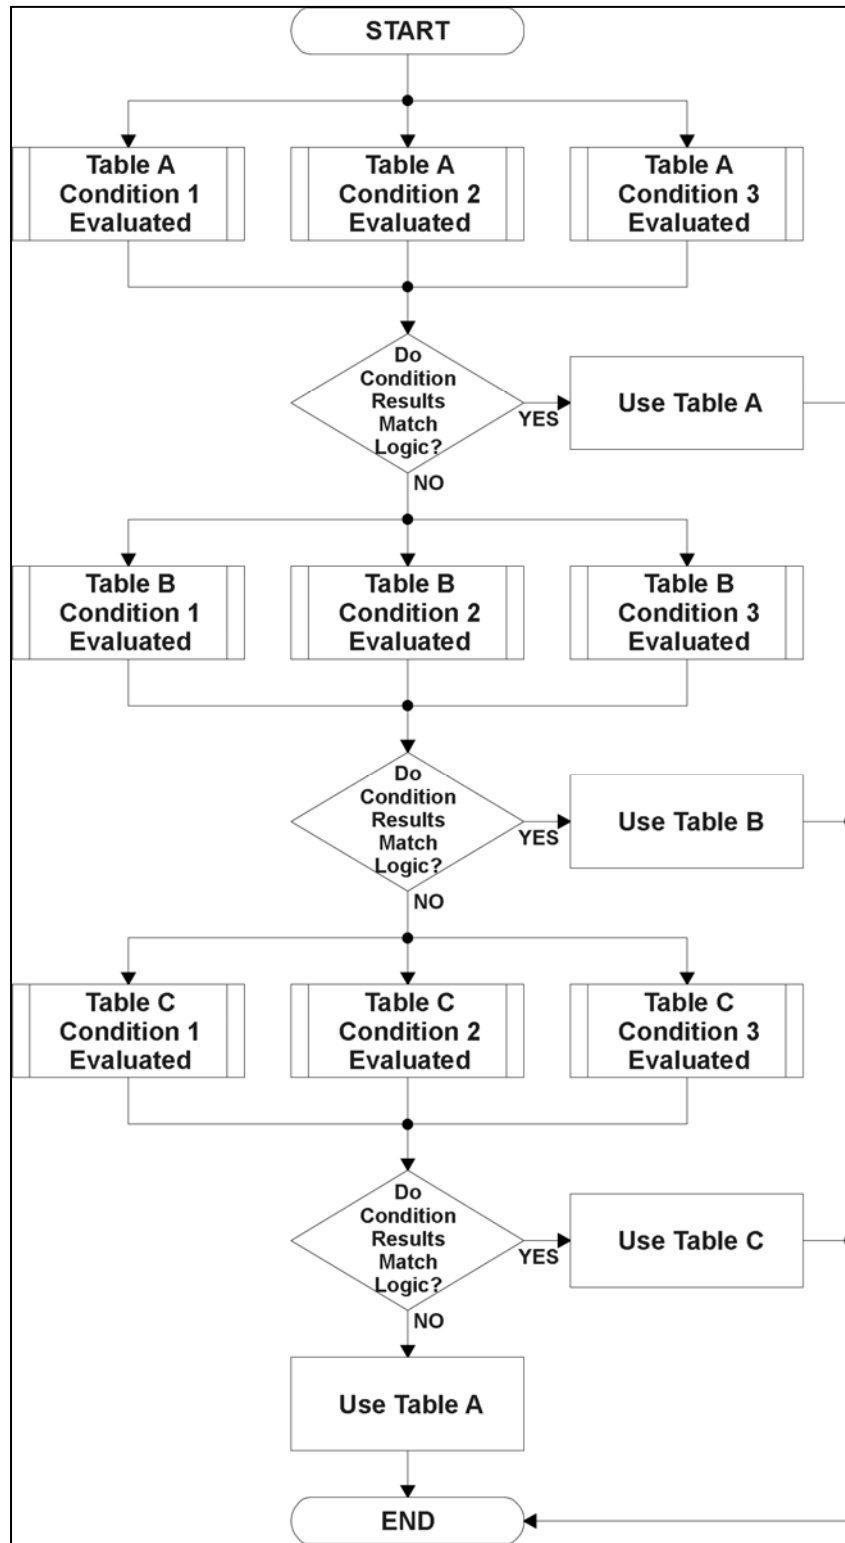 START
Table A
Condition 1
Evaluated
Table A
Condition 2
Evaluated
Table A
Condition 3
Evaluated
Do
Condition
Results
Match
Logic?
YES
Use Table A
NO
Table B
Condition 1
Evaluated
Table B
Condition 2
Evaluated
Table B
Condition 3
Evaluated
Do
Condition
Results
Match
Logic?
YES
Use Table B
NO
Table C
Condition 1
Evaluated
Table C
Condition 2
Evaluated
Table C
Condition 3
Evaluated
Do
Condition
Results
Match
Logic?
YES
Use Table C
NO
Use Table A
END